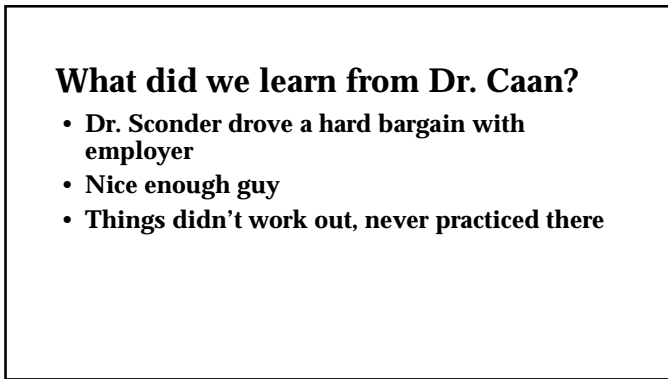 What did we learn from Dr. Caan?
• Dr. Sconder drove a hard bargain with
employer
• Nice enough guy
• Things didn’t work out, never practiced there